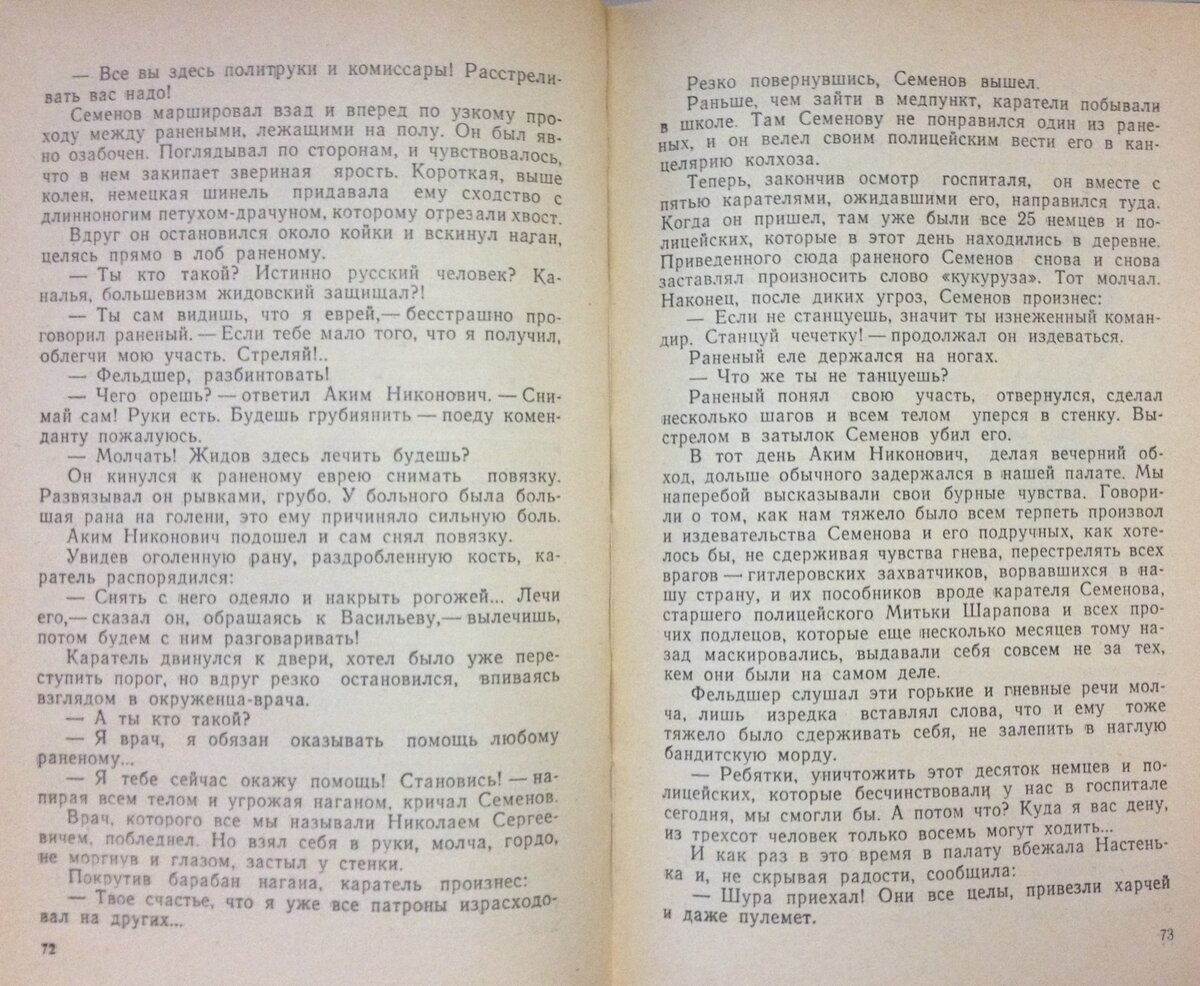 — Все вы здесь политруки и комиссары! Расстрели-
вать вас надо!
Семенов маршировал взад и вперед по узкому про-
ходу между ранеными, лежащими на полу. Он был яв-
но озабочен. Поглядывал по сторонам, и чувствовалось,
что в нем закипает звериная ярость. Короткая, выше
колен, немецкая шинель придавала ему сходство с
длинноногим петухом-драчуном, которому отрезали хвост.
Вдруг он остановился около койки и вскинул наган,
целясь прямо в лоб раненому.
— Ты кто такой? Истинно русский человек? Ка-
налья, большевизм жидовский защищал?!
— Ты сам видишь, что я еврей,— бесстрашно про-
говорил раненый. — Если тебе мало того, что я получил,
облегчи мою участь. Стреляй!..
— Фельдшер, разбинтовать!
— Чего орешь? — ответил Аким Никонович. — Сни-
май сам! Руки есть. Будешь грубиянить — поеду комен-
данту пожалуюсь.
— Молчать! Жидов здесь лечить будешь?
Он кинулся к раненому еврею снимать повязку.
Развязывал он рывками, грубо. У больного была боль-
шая рана на голени, это ему причиняло сильную боль.
Аким Никонович подошел и сам снял повязку.
Увидев оголенную рану, раздробленную кость, ка-
ратель распорядился:
— Снять с него одеяло и накрыть рогожей... Лечи
его,— сказал он, обращаясь к Васильеву,— вылечишь,
потом будем с ним разговаривать!
Каратель двинулся к двери, хотел было уже пере-
ступить порог, но вдруг резко остановился, впиваясь
взглядом в окруженца-врача.
— А ты кто такой?
— Я врач, я обязан оказывать помощь любому
раненому...
— Я тебе сейчас окажу помощь! Становись! — на-
пирая всем телом и угрожая наганом, кричал Семенов.
Врач, которого все мы называли Николаем Сергее-
вичем, побледнел. Но взял себя в руки, молча, гордо,
не моргнув и глазом, застыл у стенки.
Покрутив барабан нагана, каратель произнес:
— Твое счастье, что я уже все патроны израсходо-
вал на других...
72
Резко повернувшись, Семенов вышел.
Раньше, чем зайти в медпункт, каратели побывали
в школе. Там Семенову не понравился один из ране-
ных, и он велел своим полицейским вести его в кан-
целярию колхоза.
Теперь, закончив осмотр госпиталя, он вместе с
пятью карателями, ожидавшими его, направился туда.
Когда он пришел, там уже были все 25 немцев и по-
лицейских, которые в этот день находились в деревне.
Приведенного сюда раненого Семенов снова и снова
заставлял произносить слово «кукуруза». Тот молчал.
Наконец, после диких угроз, Семенов произнес:
— Если не станцуешь, значит ты изнеженный коман-
дир. Станцуй чечетку! — продолжал он издеваться.
Раненый еле держался на ногах.
— Что же ты не танцуешь?
Раненый понял свою участь, отвернулся, сделал
несколько шагов и всем телом уперся в стенку. Вы-
стрелом в затылок Семенов убил его.
В тот день Аким Никонович, делая вечерний об-
ход, дольше обычного задержался в нашей палате. Мы
наперебой высказывали свои бурные чувства. Говори-
ли о том, как нам тяжело было всем терпеть произвол
и издевательства Семенова и его подручных, как хоте-
лось бы, не сдерживая чувства гнева, перестрелять всех
врагов — гитлеровских захватчиков, ворвавшихся в на-
шу страну, и их пособников вроде карателя Семенова,
старшего полицейского Митьки Шарапова и всех про-
чих подлецов, которые еще несколько месяцев тому на-
зад маскировались, выдавали себя совсем не за тех,
кем они были на самом деле.
Фельдшер слушал эти горькие и гневные речи мол-
ча, лишь изредка вставлял слова, что и ему тоже
тяжело было сдерживать себя, не залепить в наглую
бандитскую морду.
— Ребятки, уничтожить этот десяток немцев и по-
лицейских, которые бесчинствовали у нас в госпитале
сегодня, мы смогли бы. А потом что? Куда я вас дену,
из трехсот человек только восемь могут ходить...
И как раз в это время в палату вбежала Настень-
ка и, не скрывая радости, сообщила:
— Шура приехал! Они все целы, привезли харчей
и даже пулемет.
73